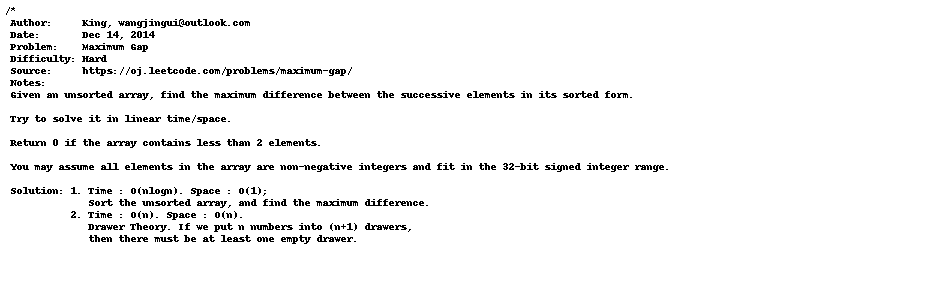 /*
Author: King, wangjingui@outlook.com
Date: Dec 14, 2014
Problem: Maximum Gap
Difficulty: Hard
Source: https://oj.leetcode.com/problems/maximum-gap/
Notes:
Given an unsorted array, find the maximum difference between the successive elements in its sorted form.
Try to solve it in linear time/space.
Return 0 if the array contains less than 2 elements.
You may assume all elements in the array are non-negative integers and fit in the 32-bit signed integer range.
Solution: 1. Time : O(nlogn). Space : O(1);
Sort the unsorted array, and find the maximum difference.
2. Time : O(n). Space : O(n).
Drawer Theory. If we put n numbers into (n+1) drawers,
then there must be at least one empty drawer.